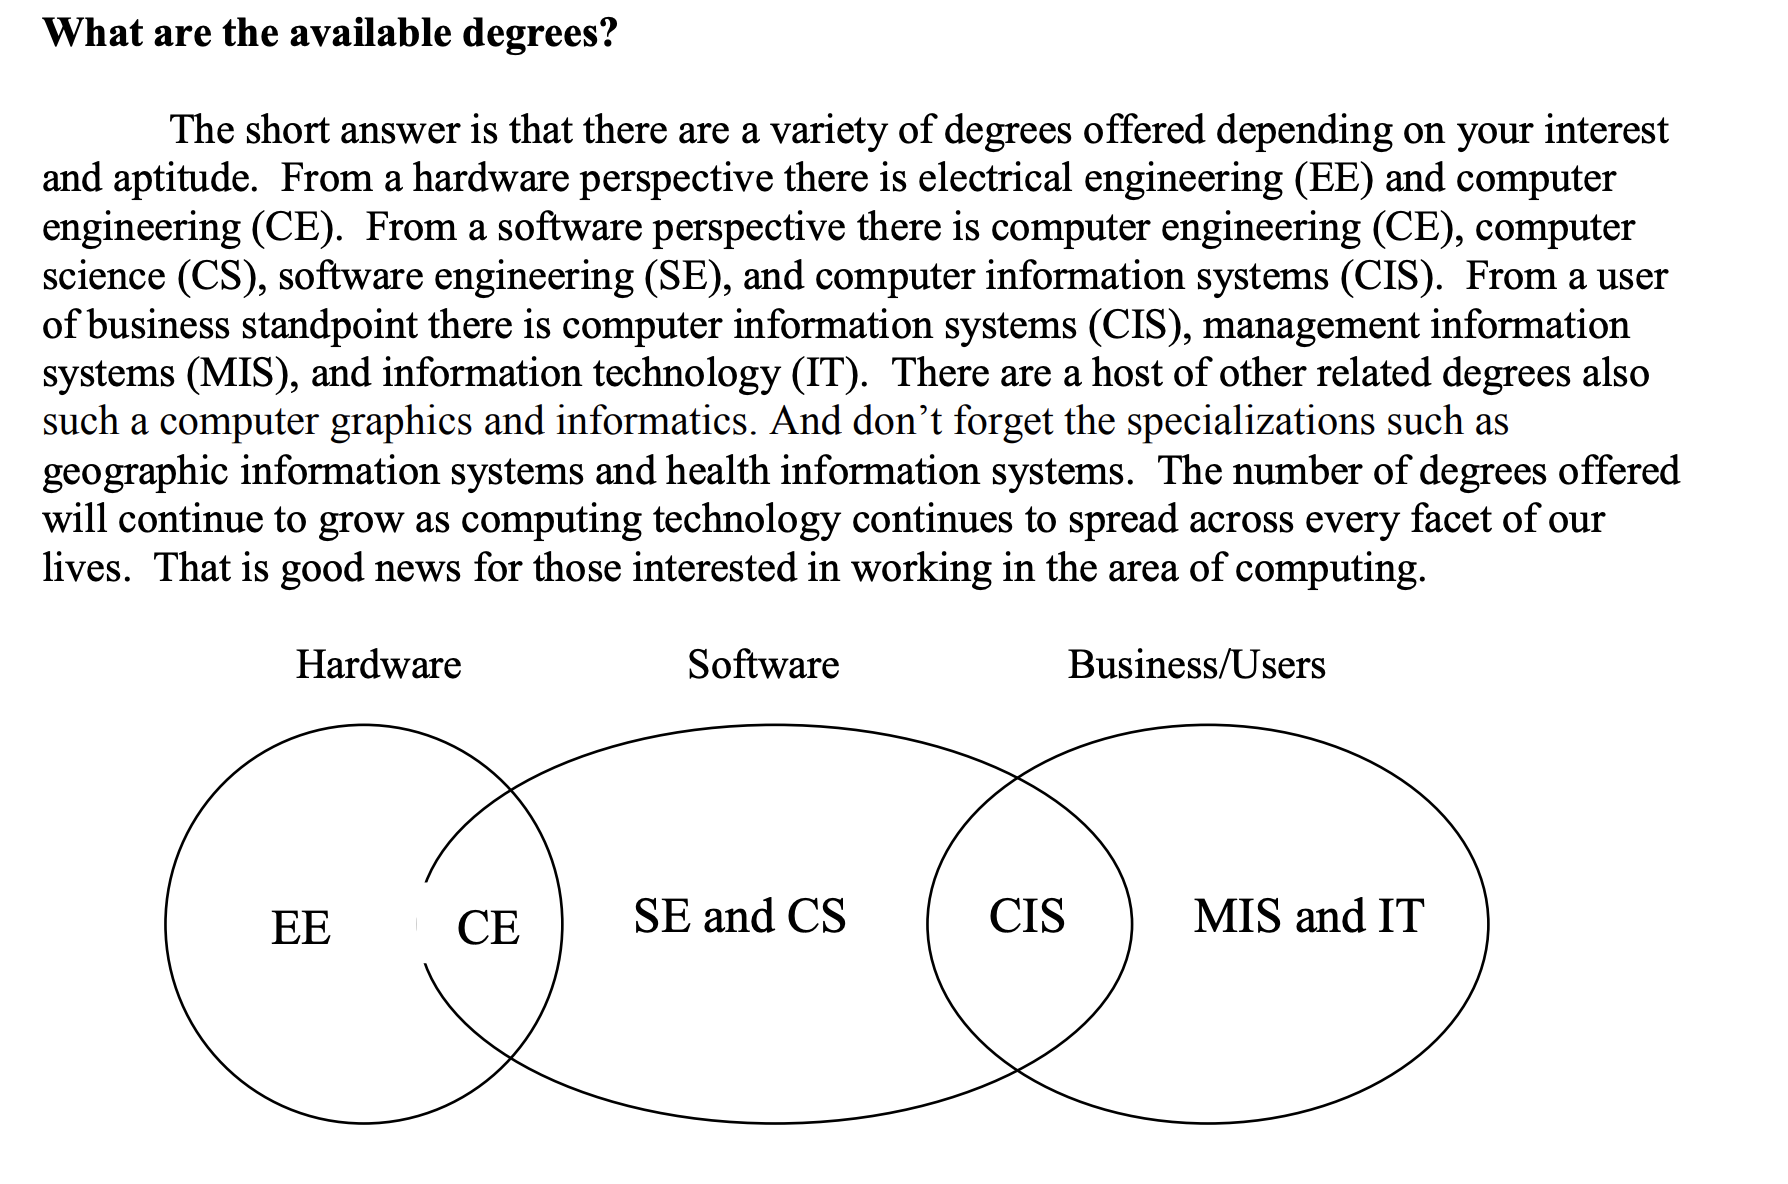 What are the available degrees?
The short answer is that there are a variety of degrees offered depending on your interest
and aptitude.  From a hardware perspective there is electrical engineering (EE) and computer
engineering (CE).  From a software perspective there is computer engineering (CE), computer
science (CS), software engineering (SE), and computer information systems (CIS).  From a user
of business standpoint there is computer information systems (CIS), management information
systems (MIS), and information technology (IT).  There are a host of other related degrees also
such a computer graphics and informatics. And don’t forget the specializations such as
geographic information systems and health information systems.  The number of degrees offered
will continue to grow as computing technology continues to spread across every facet of our
lives.  That is good news for those interested in working in the area of computing.
Hardware Software Business/Users
EE CE SE and CS CIS MIS and IT